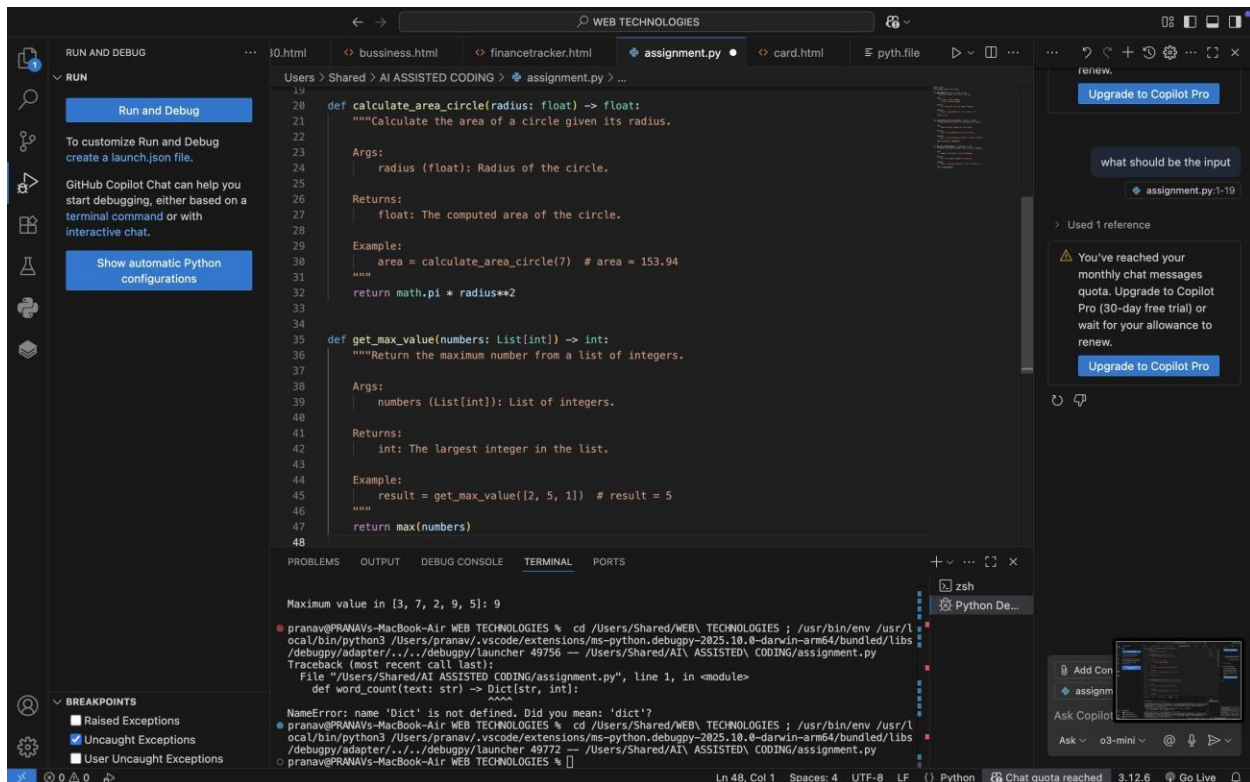 WEB TECHNOLOGIES
RUN AND DEBUG
RUN
Run and Debug
To customize Run and Debug
create a launch.json file.
GitHub Copilot Chat can help you
start debugging, either based on a
terminal command or with
interactive chat.
Show automatic Python
configurations
BREAKPOINTS
Raised Exceptions
Uncaught Exceptions
User Uncaught Exceptions
30.html
bussiness.html
financetracker.html
assignment.py
card.html
pyth.file
Users > Shared > AI ASSISTED CODING > assignment.py > ...
19
20 def calculate_area_circle(radius: float) -> float:
21 """Calculate the area of a circle given its radius.
22
23 Args:
24 radius (float): Radius of the circle.
25
26 Returns:
27 float: The computed area of the circle.
28
29 Example:
30 area = calculate_area_circle(7) # area ≈ 153.94
31 """
32 return math.pi * radius**2
33
34
35 def get_max_value(numbers: List[int]) -> int:
36 """Return the maximum number from a list of integers.
37
38 Args:
39 numbers (List[int]): List of integers.
40
41 Returns:
42 int: The largest integer in the list.
43
44 Example:
45 result = get_max_value([2, 5, 1]) # result = 5
46 """
47 return max(numbers)
48
PROBLEMS OUTPUT DEBUG CONSOLE TERMINAL PORTS
zsh
Python De...
Maximum value in [3, 7, 2, 9, 5]: 9
pranav@PRANAVs-MacBook-Air WEB TECHNOLOGIES % cd /Users/Shared/WEB\ TECHNOLOGIES ; /usr/bin/env /usr/l
ocal/bin/python3 /Users/pranav/.vscode/extensions/ms-python.debugpy-2025.10.0-darwin-arm64/bundled/libs
/debugpy/adapter/../../debugpy/launcher 49756 -- /Users/Shared/AI\ ASSISTED\ CODING/assignment.py
Traceback (most recent call last):
File "/Users/Shared/AI ASSISTED CODING/assignment.py", line 1, in <module>
def word_count(text: str) -> Dict[str, int]:
^^^^
NameError: name 'Dict' is not defined. Did you mean: 'dict'?
pranav@PRANAVs-MacBook-Air WEB TECHNOLOGIES % cd /Users/Shared/WEB\ TECHNOLOGIES ; /usr/bin/env /usr/l
ocal/bin/python3 /Users/pranav/.vscode/extensions/ms-python.debugpy-2025.10.0-darwin-arm64/bundled/libs
/debugpy/adapter/../../debugpy/launcher 49772 -- /Users/Shared/AI\ ASSISTED\ CODING/assignment.py
pranav@PRANAVs-MacBook-Air WEB TECHNOLOGIES %
renew.
Upgrade to Copilot Pro
what should be the input
assignment.py:1-19
Used 1 reference
You've reached your
monthly chat messages
quota. Upgrade to Copilot
Pro (30-day free trial) or
wait for your allowance to
renew.
Upgrade to Copilot Pro
Add Con
assignm
Ask Copilot
Ask o3-mini @
0 0 Ln 48, Col 1 Spaces: 4 UTF-8 LF {} Python Chat quota reached 3.12.6 Go Live